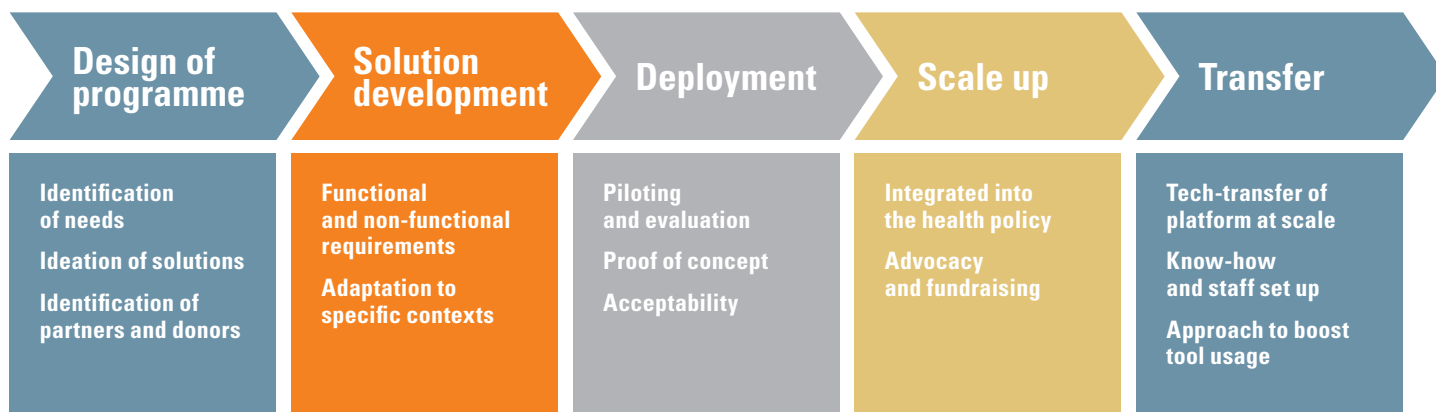 Design of
programme
Solution
development
Deployment
Scale up
Transfer
Identification
of needs
Ideation of solutions
Identification of
partners and donors
Functional
and non-functional
requirements
Adaptation to
specific contexts
Piloting
and evaluation
Proof of concept
Acceptability
Integrated into
the health policy
Advocacy
and fundraising
Tech-transfer of
platform at scale
Know-how
and staff set up
Approach to boost
tool usage